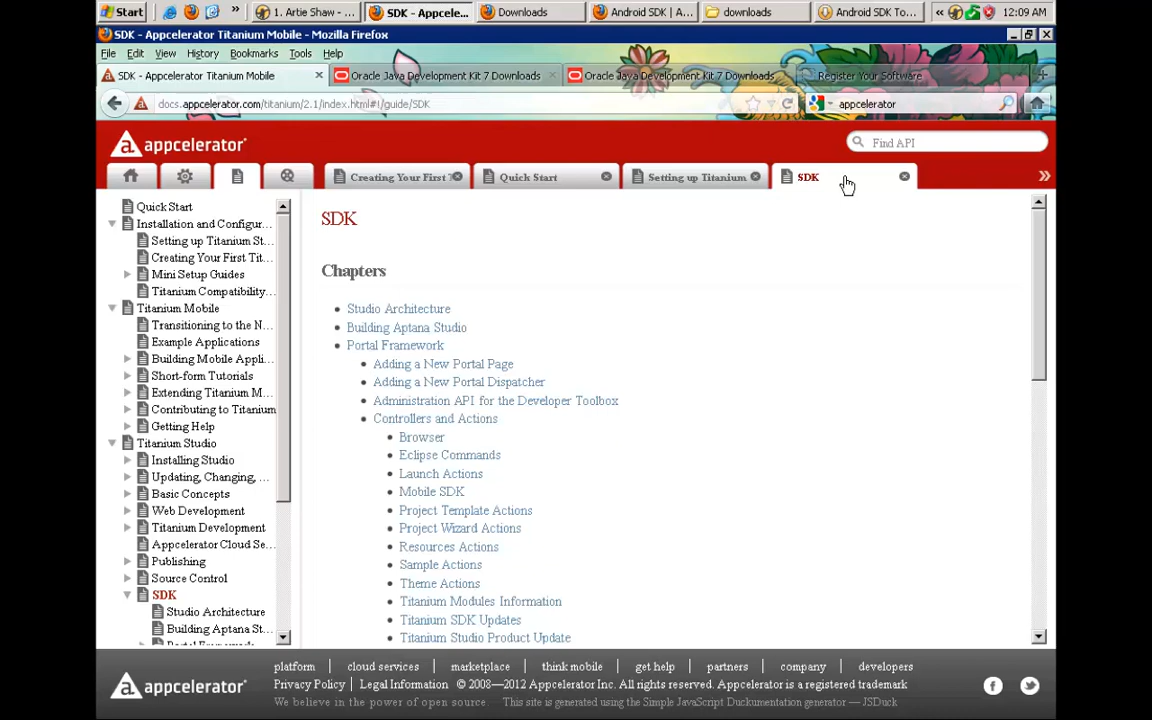 Start » 1. Artie Shaw - ... SDK - Appcele... Downloads Android SDK | A... downloads Android SDK To... « 12:09 AM
SDK - Appcelerator Titanium Mobile - Mozilla Firefox
File Edit View History Bookmarks Tools Help
SDK - Appcelerator Titanium Mobile × Oracle Java Development Kit 7 Downloads × Oracle Java Development Kit 7 Downloads Register Your Software +
docs.appcelerator.com/titanium/2.1/index.html#!/guide/SDK appcelerator
appcelerator Find API
Creating Your First T Quick Start Setting up Titanium SDK »
Quick Start
Installation and Configur...
Setting up Titanium St...
Creating Your First Tit...
Mini Setup Guides
Titanium Compatibility...
Titanium Mobile
Transitioning to the N...
Example Applications
Building Mobile Appli...
Short-form Tutorials
Extending Titanium M...
Contributing to Titanium
Getting Help
Titanium Studio
Installing Studio
Updating, Changing, ...
Basic Concepts
Web Development
Titanium Development
Appcelerator Cloud Se...
Publishing
Source Control
SDK
Studio Architecture
Building Aptana St...
Portal Framework
SDK
Chapters
• Studio Architecture
• Building Aptana Studio
• Portal Framework
• Adding a New Portal Page
• Adding a New Portal Dispatcher
• Administration API for the Developer Toolbox
• Controllers and Actions
• Browser
• Eclipse Commands
• Launch Actions
• Mobile SDK
• Project Template Actions
• Project Wizard Actions
• Resources Actions
• Sample Actions
• Theme Actions
• Titanium Modules Information
• Titanium SDK Updates
• Titanium Studio Product Update
platform cloud services marketplace think mobile get help partners company developers
appcelerator Privacy Policy | Legal Information © 2008—2012 Appcelerator Inc. All rights reserved. Appcelerator is a registered trademark
We believe in the power of open source. This site is generated using the Simple JavaScript Duckumentation generator — JSDuck